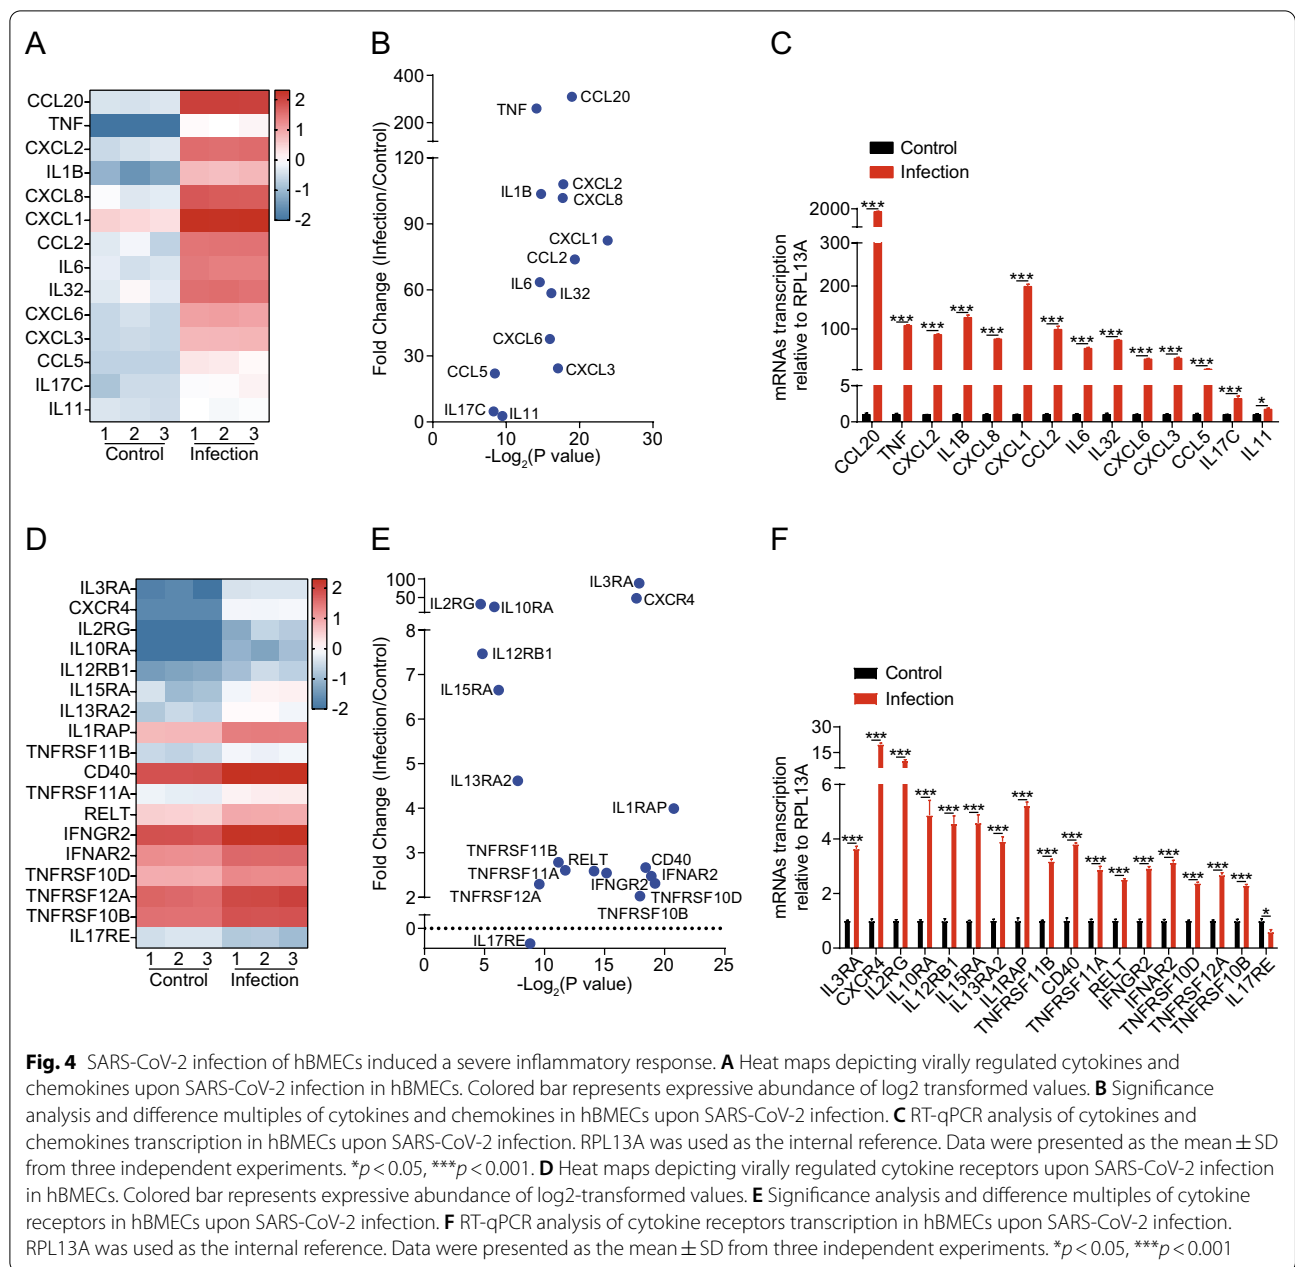 A
CCL20
TNF
CXCL2
IL1B
CXCL8
CXCL1
CCL2
IL6
IL32
CXCL6
CXCL3
CCL5
IL17C
IL11
2
1
0
-1
-2
1 2 3 1 2 3
Control Infection
B
Fold Change (Infection/Control)
400
200
120
90
60
30
0
0 10 20 30
-Log2(P value)
TNF
CCL20
IL1B
CXCL2
CXCL8
CXCL1
CCL2
IL6
IL32
CXCL6
CXCL3
CCL5
IL17C
IL11
C
Control
Infection
mRNAs transcription
relative to RPL13A
2000
300
100
5
0
*** *** *** *** *** *** *** *** *** *** *** *** *** *
CCL20 TNF CXCL2 IL1B CXCL8 CXCL1 CCL2 IL6 IL32 CXCL6 CXCL3 CCL5 IL17C IL11
D
IL3RA
CXCR4
IL2RG
IL10RA
IL12RB1
IL15RA
IL13RA2
IL1RAP
TNFRSF11B
CD40
TNFRSF11A
RELT
IFNGR2
IFNAR2
TNFRSF10D
TNFRSF12A
TNFRSF10B
IL17RE
2
1
0
-1
-2
1 2 3 1 2 3
Control Infection
E
Fold Change (Infection/Control)
100
50
8
7
6
5
4
3
2
0
0 5 10 15 20 25
-Log2(P value)
IL3RA
CXCR4
IL2RG
IL10RA
IL12RB1
IL15RA
IL13RA2
IL1RAP
TNFRSF11B
RELT
CD40
TNFRSF11A
IFNAR2
IFNGR2
TNFRSF12A
TNFRSF10D
TNFRSF10B
IL17RE
F
Control
Infection
mRNAs transcription
relative to RPL13A
30
15
6
4
2
0
*** *** *** *** *** *** *** *** *** *** *** *** *** *** *** *** *** *
IL3RA CXCR4 IL2RG IL10RA IL12RB1 IL15RA IL13RA2 IL1RAP TNFRSF11B CD40 TNFRSF11A RELT IFNGR2 IFNAR2 TNFRSF10D TNFRSF12A TNFRSF10B IL17RE
Fig. 4 SARS-CoV-2 infection of hBMECs induced a severe inflammatory response. A Heat maps depicting virally regulated cytokines and
chemokines upon SARS-CoV-2 infection in hBMECs. Colored bar represents expressive abundance of log2 transformed values. B Significance
analysis and difference multiples of cytokines and chemokines in hBMECs upon SARS-CoV-2 infection. C RT-qPCR analysis of cytokines and
chemokines transcription in hBMECs upon SARS-CoV-2 infection. RPL13A was used as the internal reference. Data were presented as the mean ± SD
from three independent experiments. *p < 0.05, ***p < 0.001. D Heat maps depicting virally regulated cytokine receptors upon SARS-CoV-2 infection
in hBMECs. Colored bar represents expressive abundance of log2-transformed values. E Significance analysis and difference multiples of cytokine
receptors in hBMECs upon SARS-CoV-2 infection. F RT-qPCR analysis of cytokine receptors transcription in hBMECs upon SARS-CoV-2 infection.
RPL13A was used as the internal reference. Data were presented as the mean ± SD from three independent experiments. *p < 0.05, ***p < 0.001